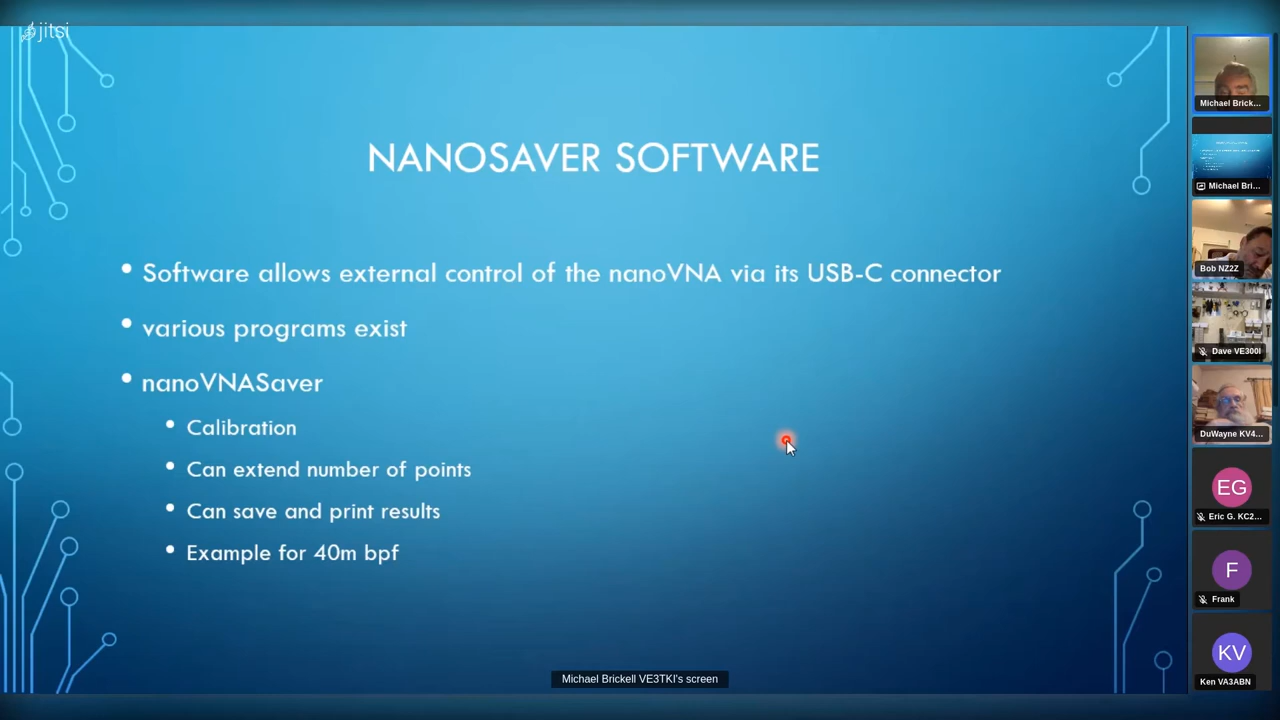 jitsi
NANOSAVER SOFTWARE
• Software allows external control of the nanoVNA via its USB-C connector
• various programs exist
• nanoVNASaver
• Calibration
• Can extend number of points
• Can save and print results
• Example for 40m bpf
Michael Brickell VE3TKI's screen
Michael Brick...
Michael Bri...
Bob NZ2Z
Dave VE3OOI
DuWayne KV4...
EG
Eric G. KC2...
F
Frank
KV
Ken VA3ABN